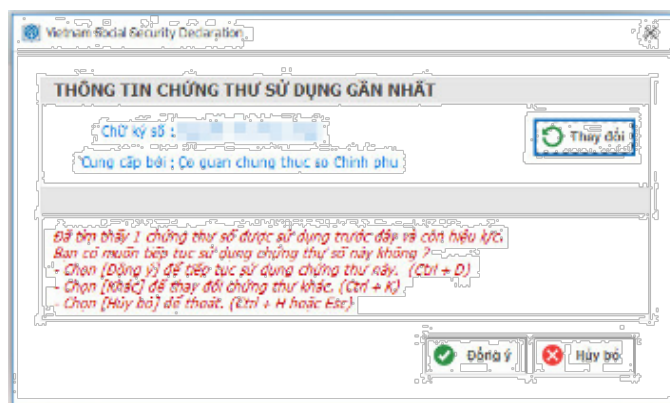 Vietnam Social Security Declaration
THÔNG TIN CHỨNG THƯ SỬ DỤNG GẦN NHẤT
Chữ ký số :
Thay đổi
Cung cấp bởi : Co quan chung thuc so Chinh phu
Đã tìm thấy 1 chứng thư số được sử dụng trước đây và còn hiệu lực.
Bạn có muốn tiếp tục sử dụng chứng thư số này không ?
- Chọn [Đồng ý] để tiếp tục sử dụng chứng thư này. (Ctrl + D)
- Chọn [Khác] để thay đổi chứng thư khác. (Ctrl + K)
- Chọn [Hủy bỏ] để thoát. (Ctrl + H hoặc Esc)
Đồng ý
Hủy bỏ